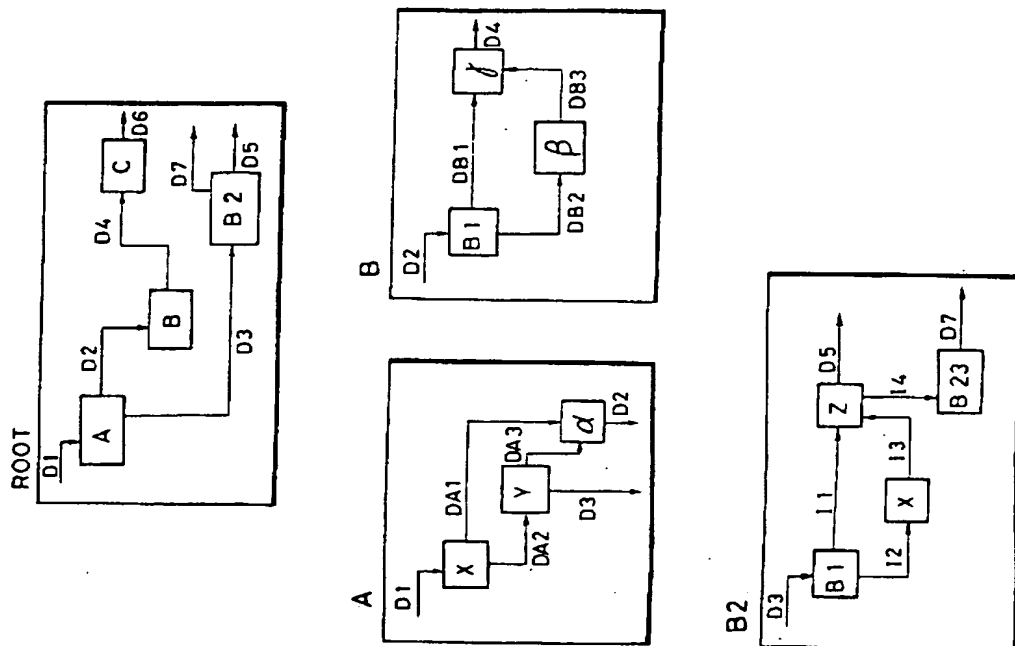 ROOT
D1
A
D2
B
D3
D4
C
D6
D7
B2
D5
A
D1
X
DA1
DA2
Y
DA3
D3
α
D2
B
D2
B1
DB1
DB2
β
DB3
γ
D4
B2
D3
B1
I1
I2
X
I3
Z
D5
I4
B23
D7